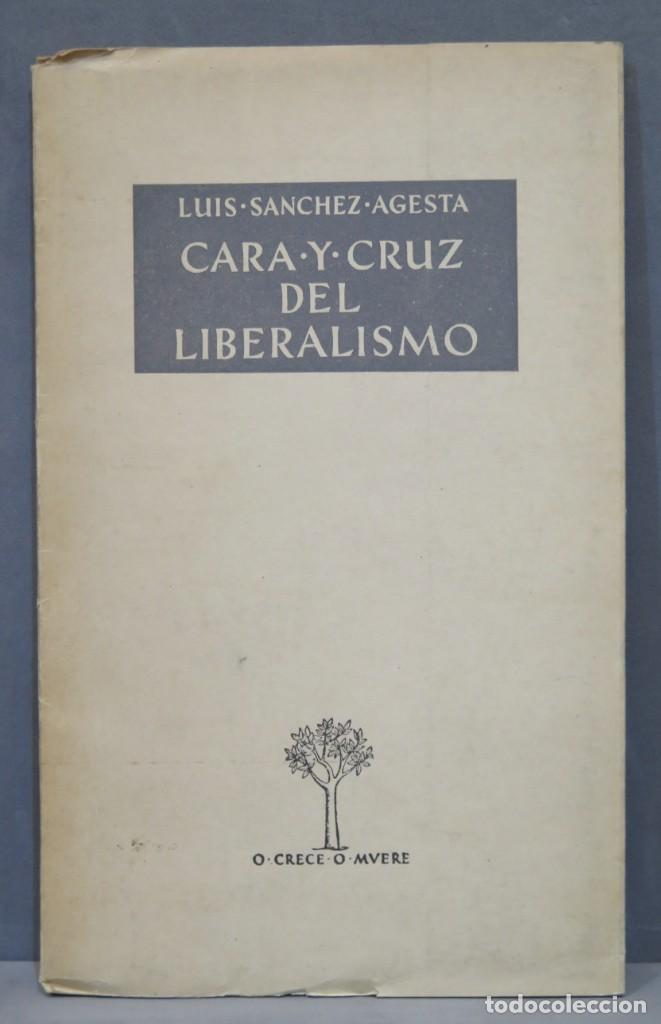 LUIS·SANCHEZ·AGESTA
CARA·Y·CRUZ
DEL
LIBERALISMO
O·CRECE·O·MVERE
todocoleccion